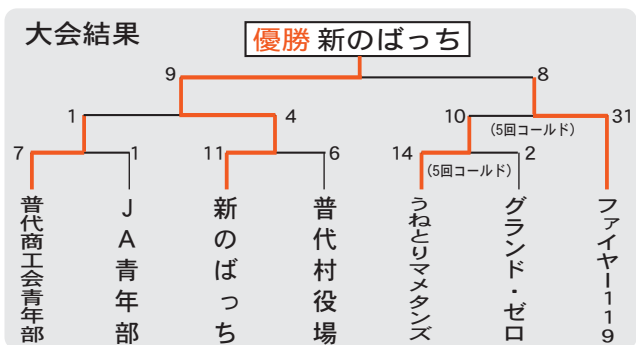 大会結果
優勝 新のばっち
9
8
1
4
10
31
(5回コールド)
7
1
11
6
14
2
(5回コールド)
普代商工会青年部
JA青年部
新のばっち
普代村役場
うねとりマメタンズ
グランド・ゼロ
ファイヤー119